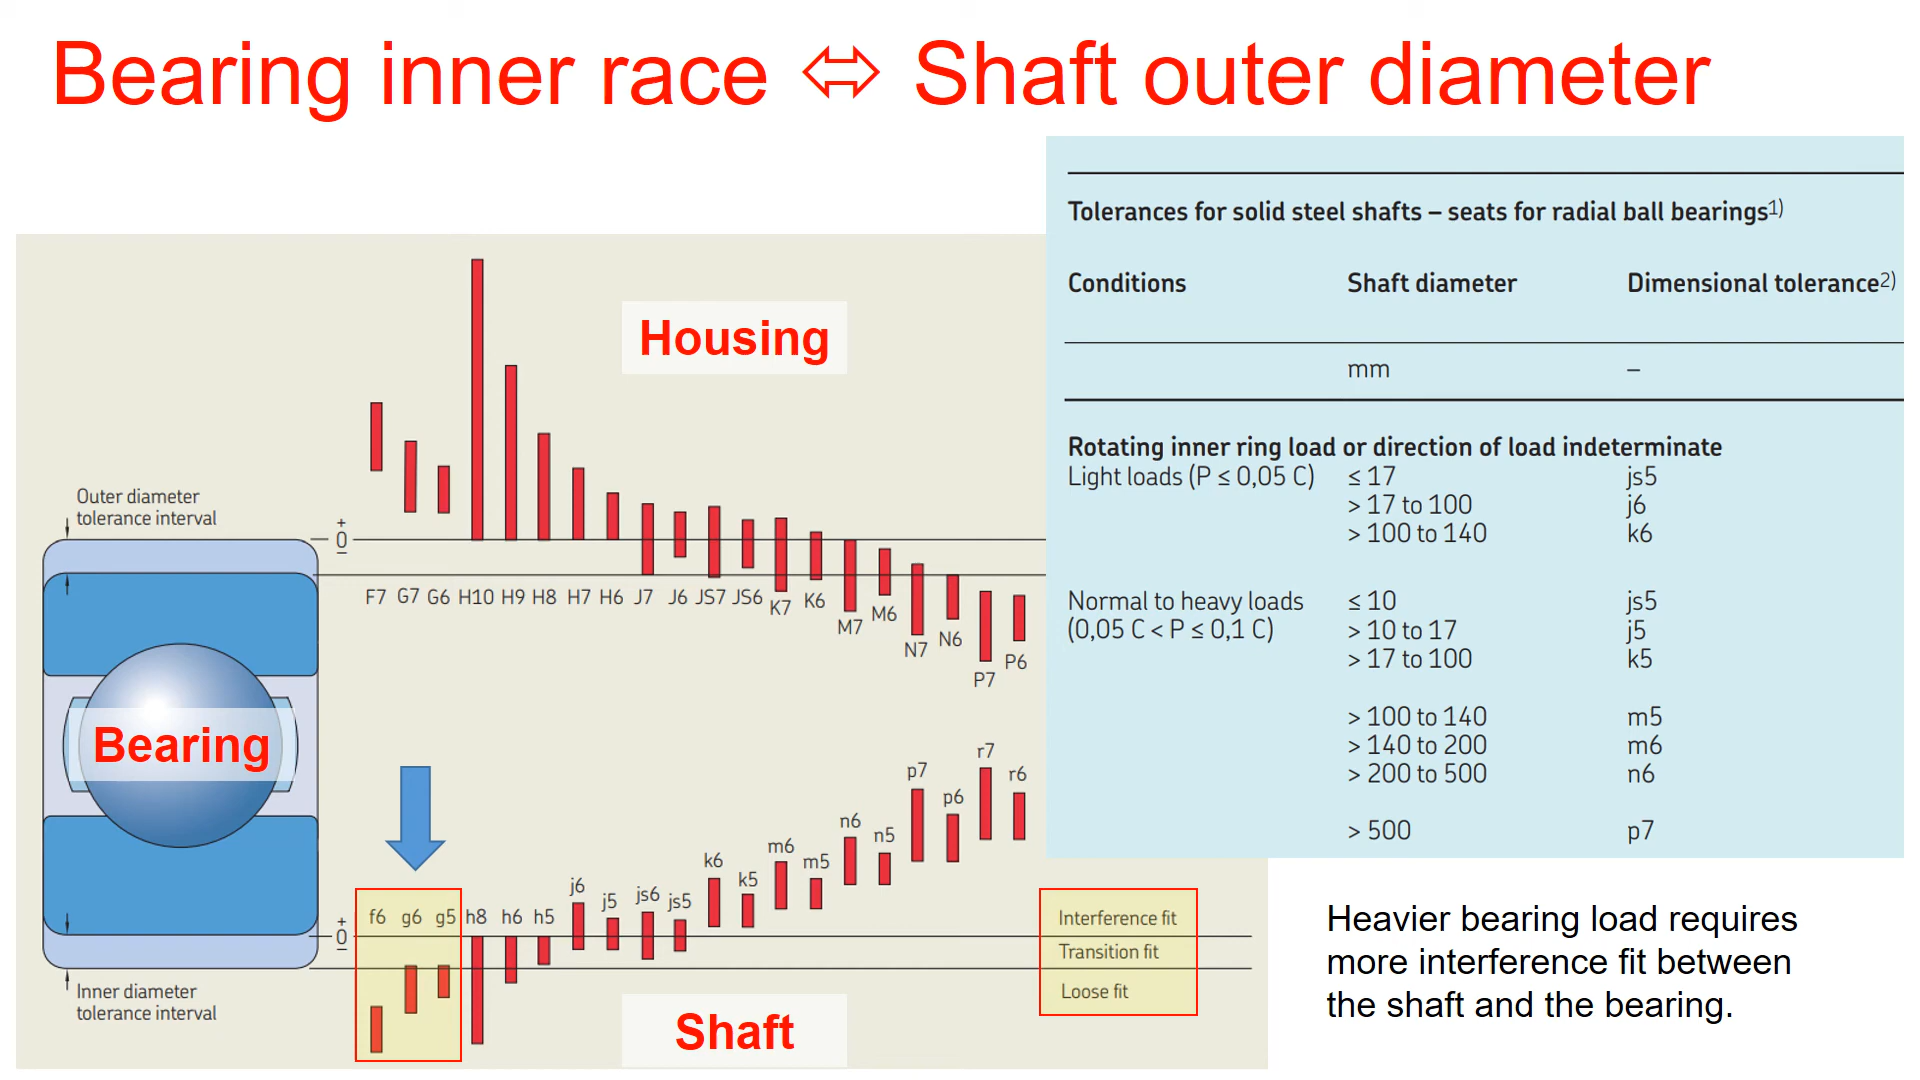 Bearing inner race ⇔ Shaft outer diameter
Tolerances for solid steel shafts – seats for radial ball bearings1)
Conditions Shaft diameter Dimensional tolerance2)
mm –
Rotating inner ring load or direction of load indeterminate
Light loads (P ≤ 0,05 C) ≤ 17 js5
> 17 to 100 j6
> 100 to 140 k6
Normal to heavy loads ≤ 10 js5
(0,05 C < P ≤ 0,1 C) > 10 to 17 j5
> 17 to 100 k5
> 100 to 140 m5
> 140 to 200 m6
> 200 to 500 n6
> 500 p7
Housing
Outer diameter
tolerance interval
+
0
–
F7 G7 G6 H10 H9 H8 H7 H6 J7 J6 JS7 JS6 K7 K6 M7 M6 N7 N6 P7 P6
Bearing
f6 g6 g5 h8 h6 h5 j6 j5 js6 js5 k6 k5 m6 m5 n6 n5 p7 p6 r7 r6
+
0
–
Interference fit
Transition fit
Loose fit
Inner diameter
tolerance interval
Shaft
Heavier bearing load requires
more interference fit between
the shaft and the bearing.